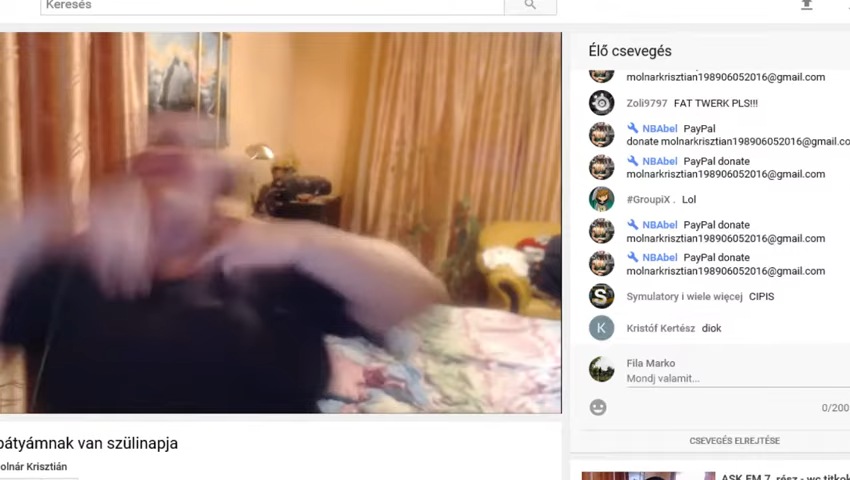 Keresés
Élő csevegés
molnarkrisztian198906052016@gmail.com
Zoli9797 FAT TWERK PLS!!!
NBAbel PayPal
donate molnarkrisztian198906052016@gmail.co
NBAbel PayPal donate
molnarkrisztian198906052016@gmail.com
#GroupiX . Lol
NBAbel PayPal donate
molnarkrisztian198906052016@gmail.com
NBAbel PayPal donate
molnarkrisztian198906052016@gmail.com
Symulatory i wiele więcej CIPIS
K Kristóf Kertész diok
Fila Marko
Mondj valamit...
0/200
CSEVEGÉS ELREJTÉSE
bátyámnak van szülinapja
olnár Krisztián
ASK FM 7. rész - wc titkok